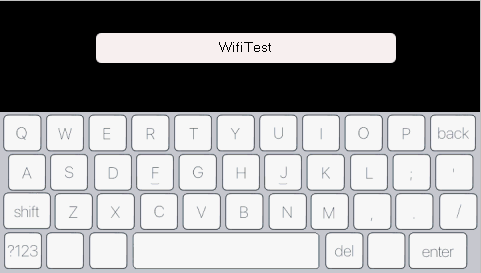 WifiTest
Q W E R T Y U I O P back
A S D F G H J K L ; '
shift Z X C V B N M , . /
?123 del enter